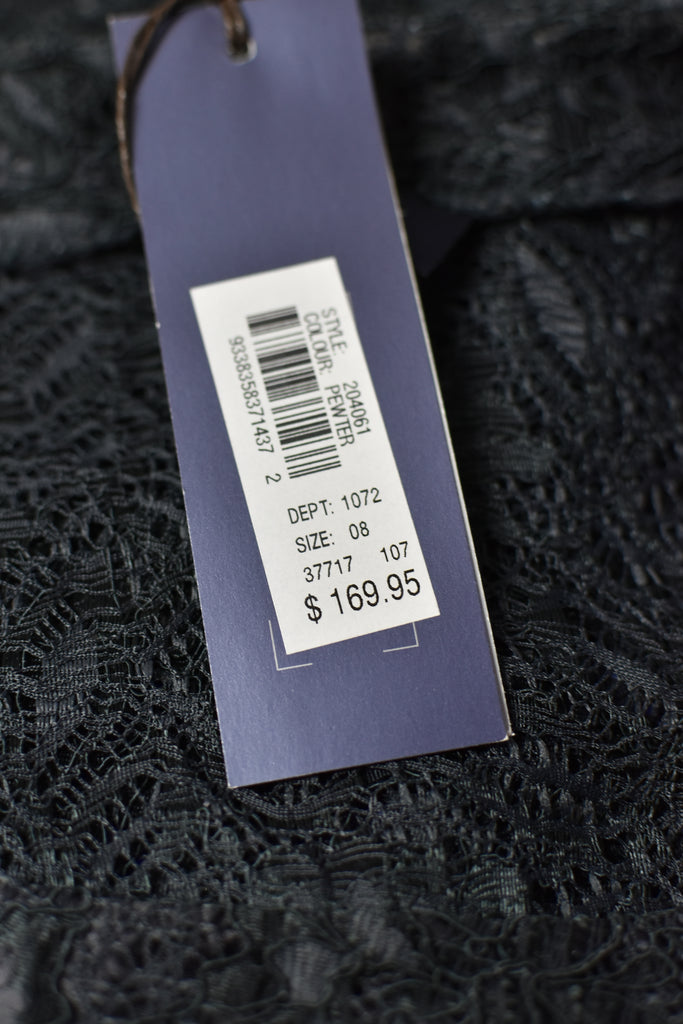 STYLE: 204061
COLOUR: PEWTER
9338358371437 2
DEPT: 1072
SIZE: 08
37717 107
$ 169.95